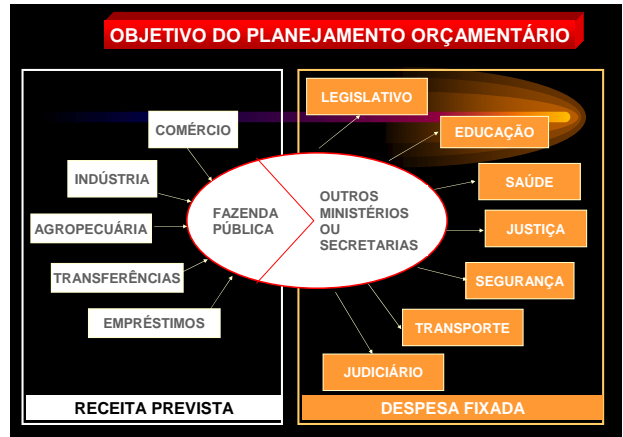 OBJETIVO DO PLANEJAMENTO ORÇAMENTÁRIO
COMÉRCIO
INDÚSTRIA
AGROPECUÁRIA
TRANSFERÊNCIAS
EMPRÉSTIMOS
FAZENDA
PÚBLICA
OUTROS
MINISTÉRIOS
OU
SECRETARIAS
LEGISLATIVO
EDUCAÇÃO
SAÚDE
JUSTIÇA
SEGURANÇA
TRANSPORTE
JUDICIÁRIO
RECEITA PREVISTA
DESPESA FIXADA